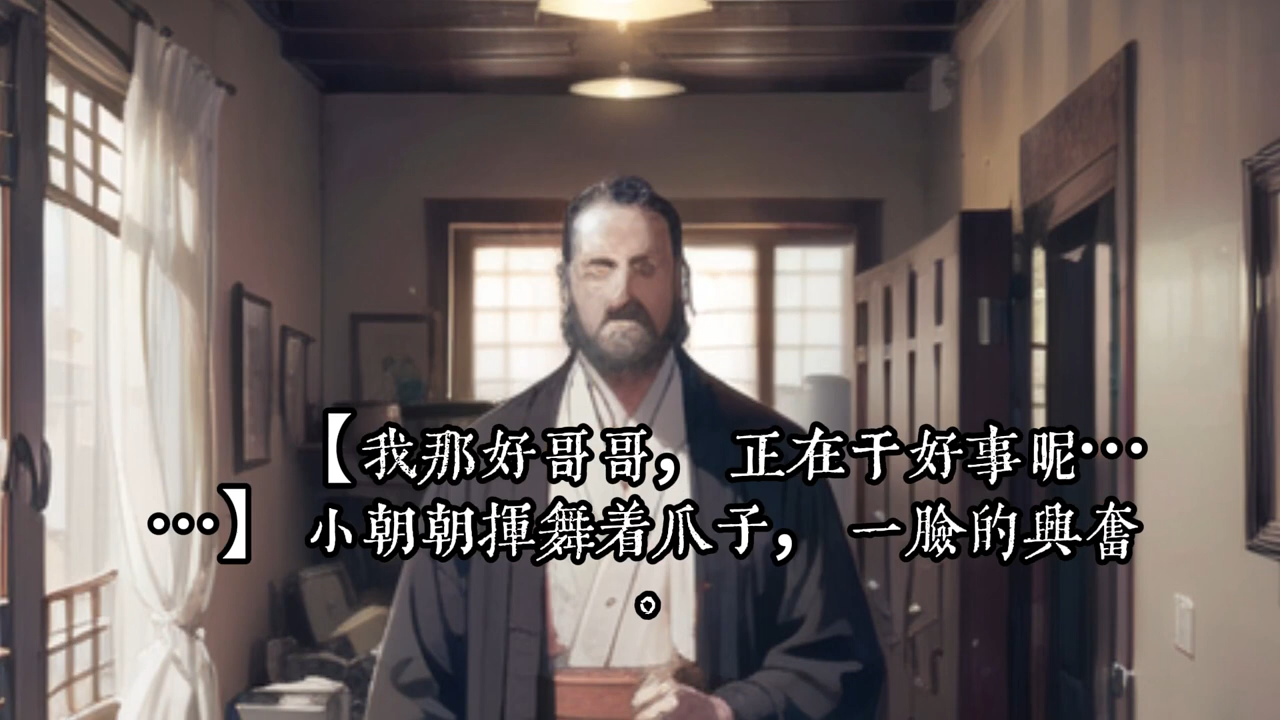 【我那好哥哥， 正在干好事呢…
…】 小朝朝揮舞着爪子， 一臉的興奮
。